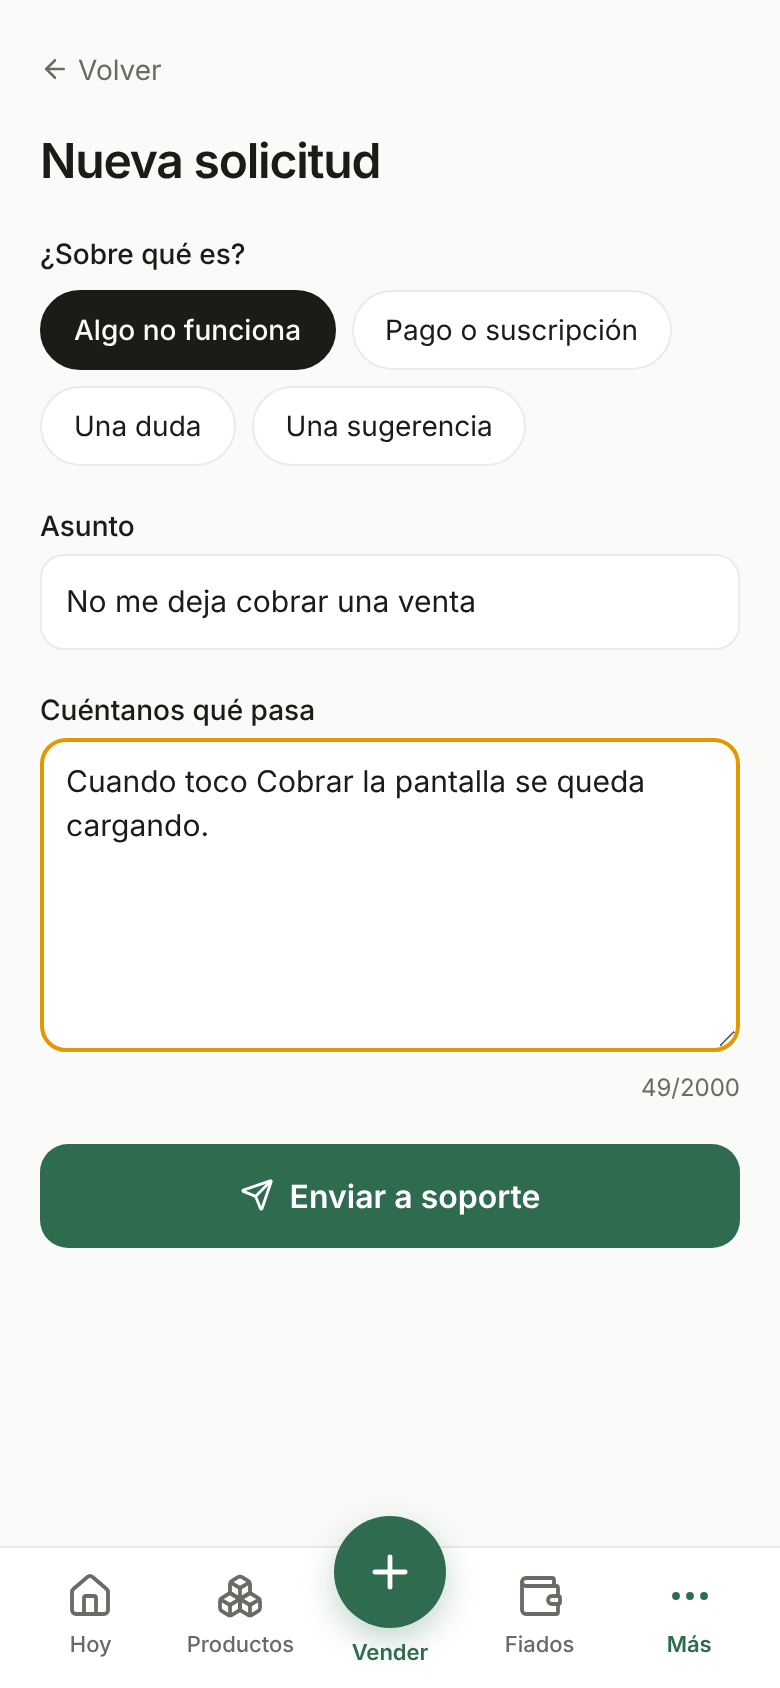 Volver
Nueva solicitud
¿Sobre qué es?
Algo no funciona
Pago o suscripción
Una duda
Una sugerencia
Asunto
No me deja cobrar una venta
Cuéntanos qué pasa
Cuando toco Cobrar la pantalla se queda
cargando.
49/2000
Enviar a soporte
Hoy
Productos
Vender
Fiados
Más